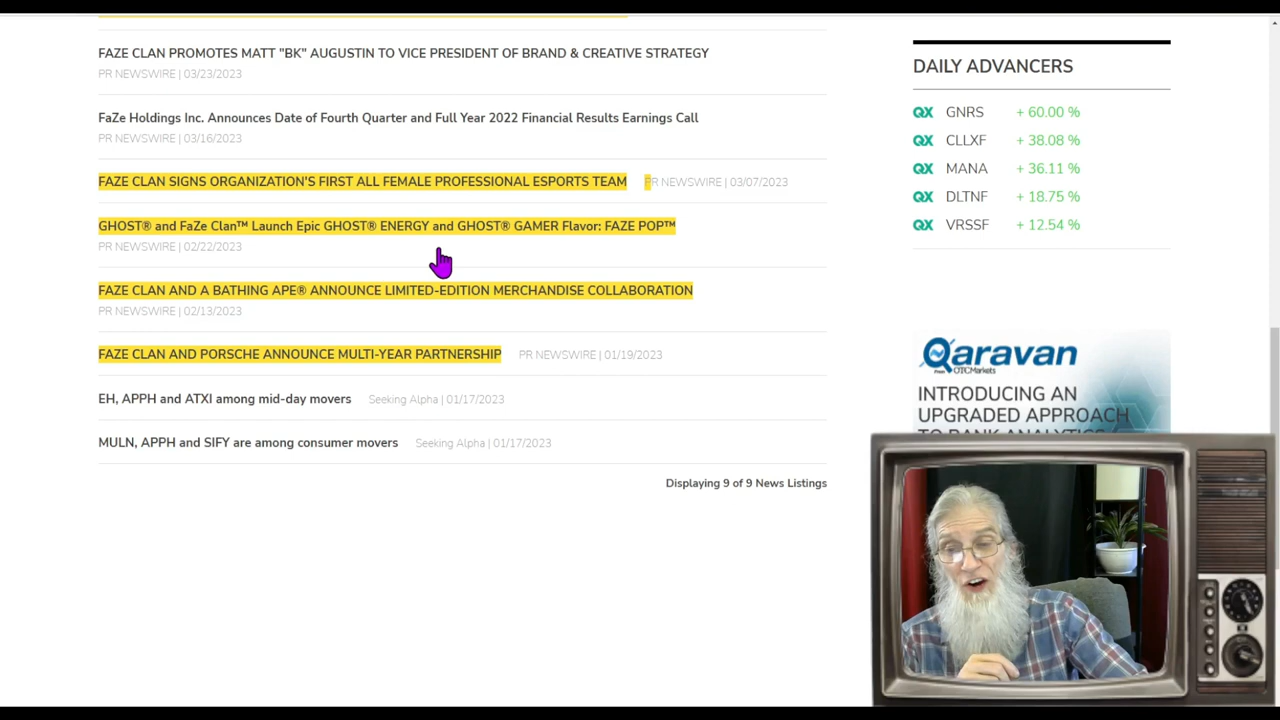 FAZE CLAN PROMOTES MATT "BK" AUGUSTIN TO VICE PRESIDENT OF BRAND & CREATIVE STRATEGY
PR NEWSWIRE | 03/23/2023
FaZe Holdings Inc. Announces Date of Fourth Quarter and Full Year 2022 Financial Results Earnings Call
PR NEWSWIRE | 03/16/2023
FAZE CLAN SIGNS ORGANIZATION'S FIRST ALL FEMALE PROFESSIONAL ESPORTS TEAM PR NEWSWIRE | 03/07/2023
GHOST® and FaZe Clan™ Launch Epic GHOST® ENERGY and GHOST® GAMER Flavor: FAZE POP™
PR NEWSWIRE | 02/22/2023
FAZE CLAN AND A BATHING APE® ANNOUNCE LIMITED-EDITION MERCHANDISE COLLABORATION
PR NEWSWIRE | 02/13/2023
FAZE CLAN AND PORSCHE ANNOUNCE MULTI-YEAR PARTNERSHIP PR NEWSWIRE | 01/19/2023
EH, APPH and ATXI among mid-day movers Seeking Alpha | 01/17/2023
MULN, APPH and SIFY are among consumer movers Seeking Alpha | 01/17/2023
Displaying 9 of 9 News Listings
DAILY ADVANCERS
QX GNRS + 60.00 %
QX CLLXF + 38.08 %
QX MANA + 36.11 %
QX DLTNF + 18.75 %
QX VRSSF + 12.54 %
Qaravan
From OTCMarkets
INTRODUCING AN
UPGRADED APPROACH
TO BANK ANALYTICS